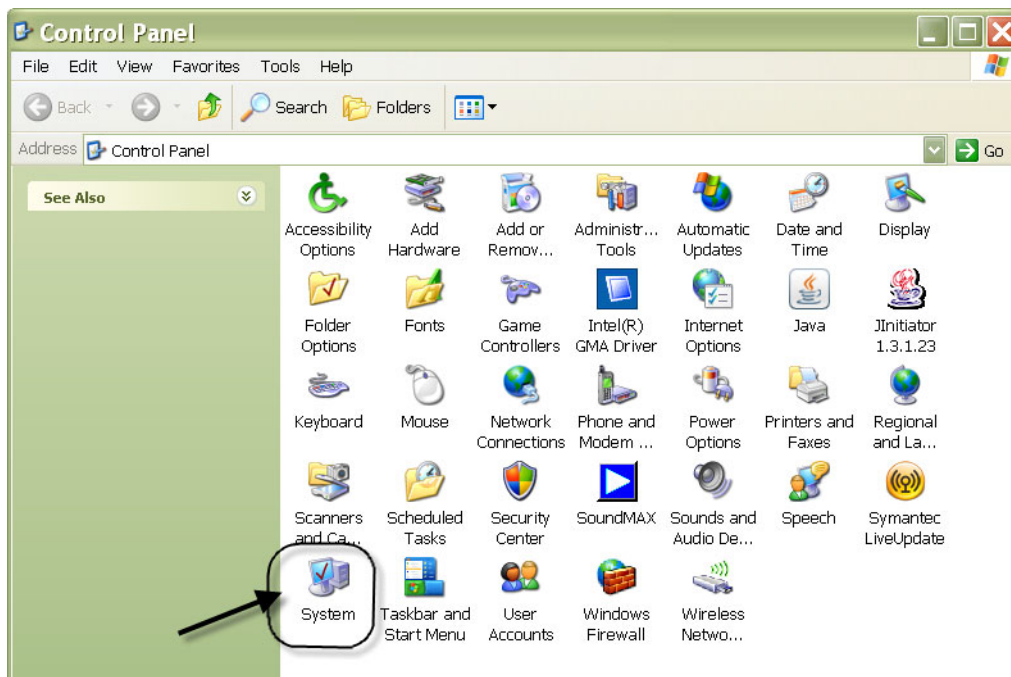 Control Panel
File Edit View Favorites Tools Help
Back Search Folders
Address Control Panel Go
See Also
Accessibility Options
Add Hardware
Add or Remov...
Administr... Tools
Automatic Updates
Date and Time
Display
Folder Options
Fonts
Game Controllers
Intel(R) GMA Driver
Internet Options
Java
JInitiator 1.3.1.23
Keyboard
Mouse
Network Connections
Phone and Modem ...
Power Options
Printers and Faxes
Regional and La...
Scanners and Ca...
Scheduled Tasks
Security Center
SoundMAX
Sounds and Audio De...
Speech
Symantec LiveUpdate
System
Taskbar and Start Menu
User Accounts
Windows Firewall
Wireless Netwo...